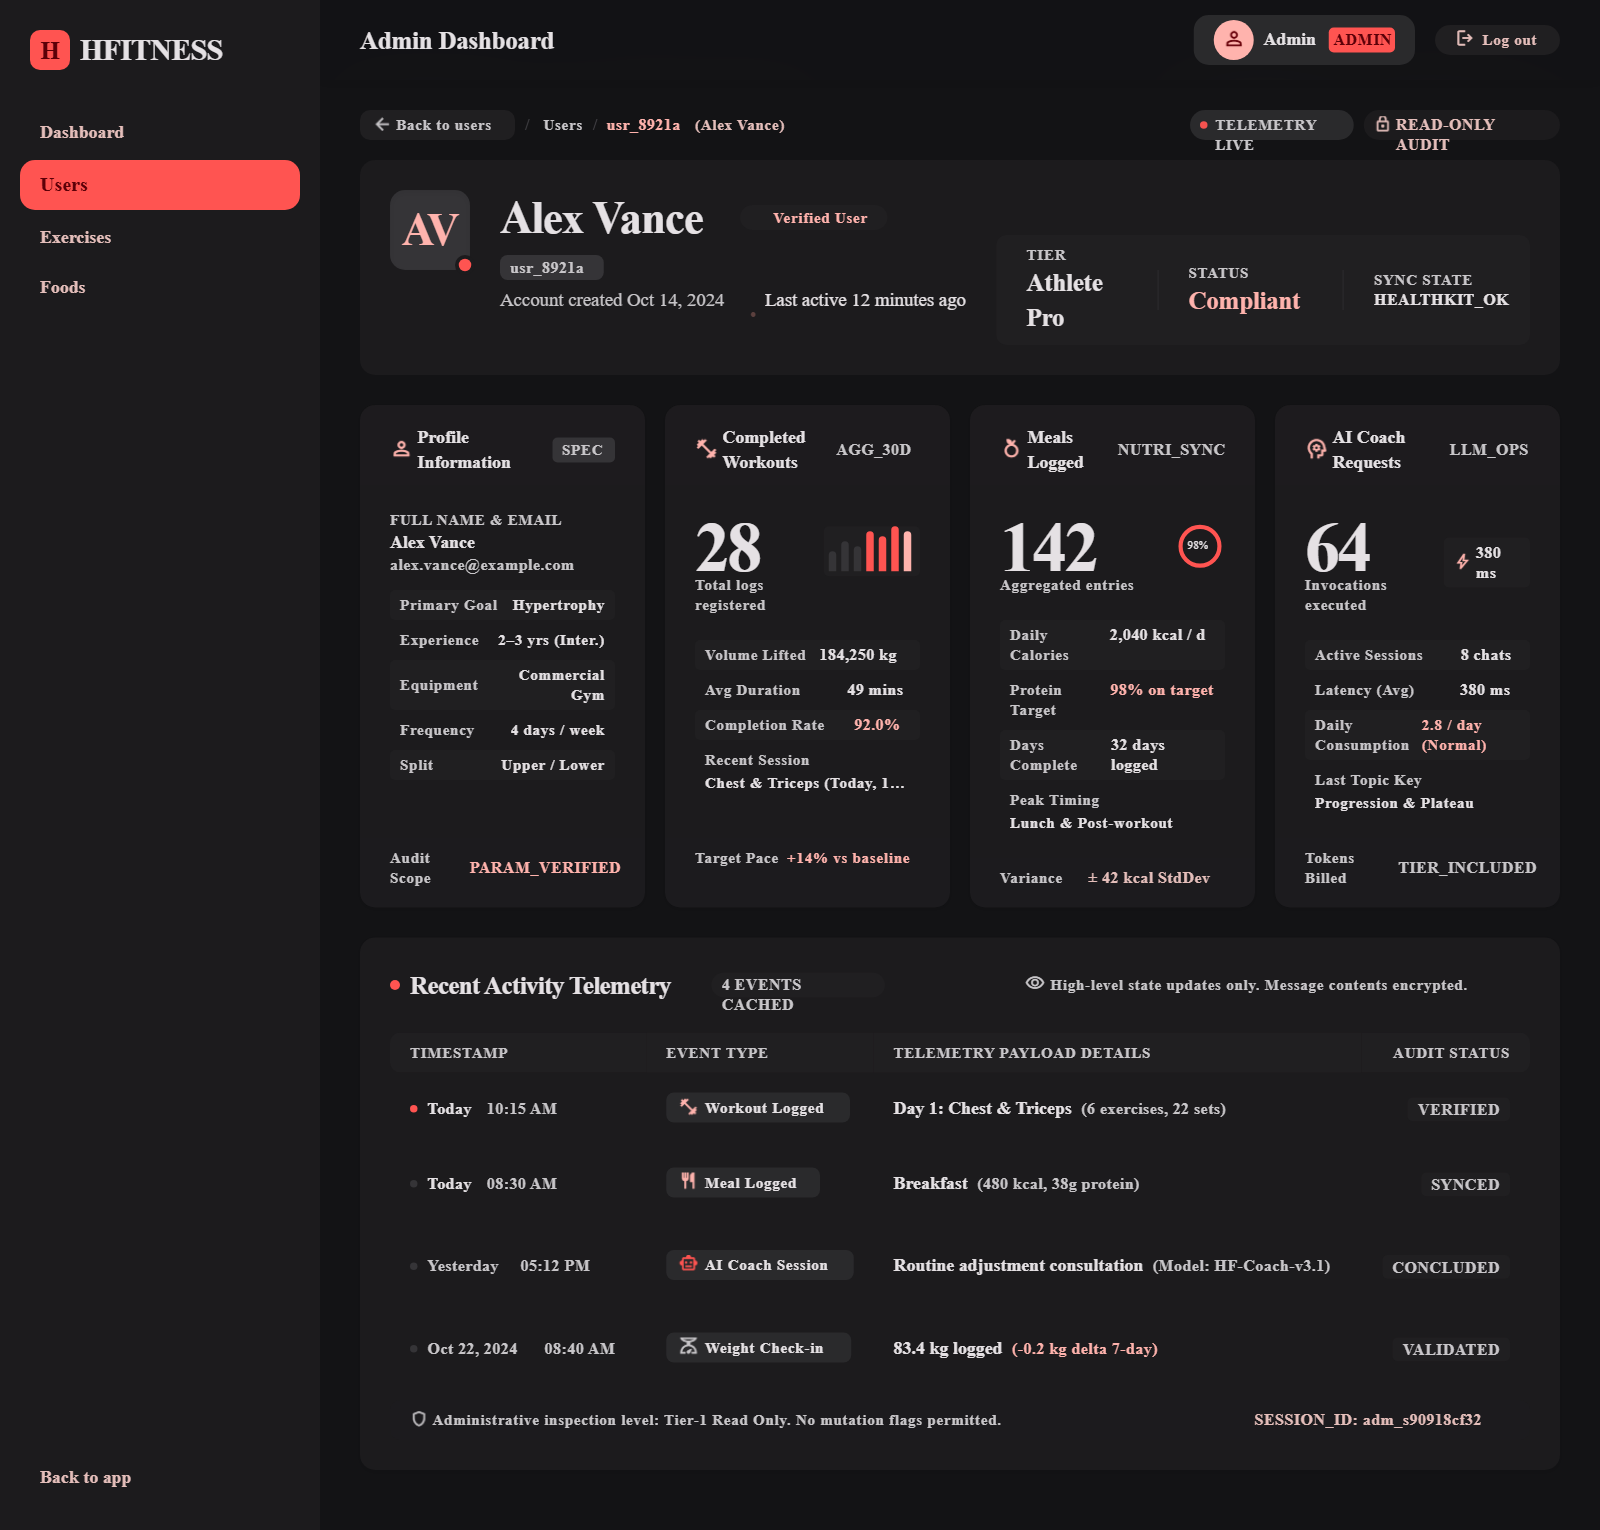 H HFITNESS
Dashboard
Users
Exercises
Foods
Back to app
Admin Dashboard
Admin ADMIN
Log out
Back to users / Users / usr_8921a (Alex Vance)
TELEMETRY
LIVE
READ-ONLY
AUDIT
AV
Alex Vance
Verified User
usr_8921a
Account created Oct 14, 2024
Last active 12 minutes ago
TIER
Athlete
Pro
STATUS
Compliant
SYNC STATE
HEALTHKIT_OK
Profile
Information
SPEC
FULL NAME & EMAIL
Alex Vance
alex.vance@example.com
Primary Goal Hypertrophy
Experience 2–3 yrs (Inter.)
Equipment Commercial
Gym
Frequency 4 days / week
Split Upper / Lower
Audit
Scope
PARAM_VERIFIED
Completed
Workouts
AGG_30D
28
Total logs
registered
Volume Lifted 184,250 kg
Avg Duration 49 mins
Completion Rate 92.0%
Recent Session
Chest & Triceps (Today, 1...
Target Pace +14% vs baseline
Meals
Logged
NUTRI_SYNC
142
98%
Aggregated entries
Daily
Calories
2,040 kcal / d
Protein
Target
98% on target
Days
Complete
32 days
logged
Peak Timing
Lunch & Post-workout
Variance ± 42 kcal StdDev
AI Coach
Requests
LLM_OPS
64
380
ms
Invocations
executed
Active Sessions 8 chats
Latency (Avg) 380 ms
Daily
Consumption
2.8 / day
(Normal)
Last Topic Key
Progression & Plateau
Tokens
Billed
TIER_INCLUDED
Recent Activity Telemetry
4 EVENTS
CACHED
High-level state updates only. Message contents encrypted.
TIMESTAMP EVENT TYPE TELEMETRY PAYLOAD DETAILS AUDIT STATUS
Today 10:15 AM Workout Logged Day 1: Chest & Triceps (6 exercises, 22 sets) VERIFIED
Today 08:30 AM Meal Logged Breakfast (480 kcal, 38g protein) SYNCED
Yesterday 05:12 PM AI Coach Session Routine adjustment consultation (Model: HF-Coach-v3.1) CONCLUDED
Oct 22, 2024 08:40 AM Weight Check-in 83.4 kg logged (-0.2 kg delta 7-day) VALIDATED
Administrative inspection level: Tier-1 Read Only. No mutation flags permitted.
SESSION_ID: adm_s90918cf32